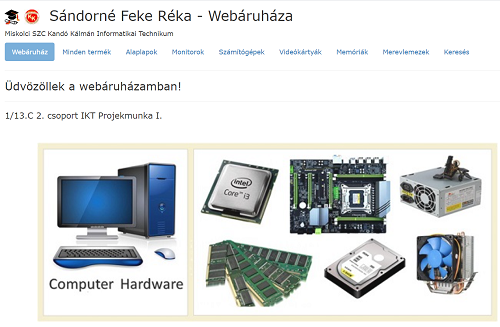 Sándorné Feke Réka - Webáruháza
Miskolci SZC Kandó Kálmán Informatikai Technikum
Webáruház Minden termék Alaplapok Monitorok Számítógépek Videókártyák Memóriák Merevlemezek Keresés
Üdvözöllek a webáruházamban!
1/13.C 2. csoport IKT Projekmunka I.
intel
Core™ i3
Computer Hardware